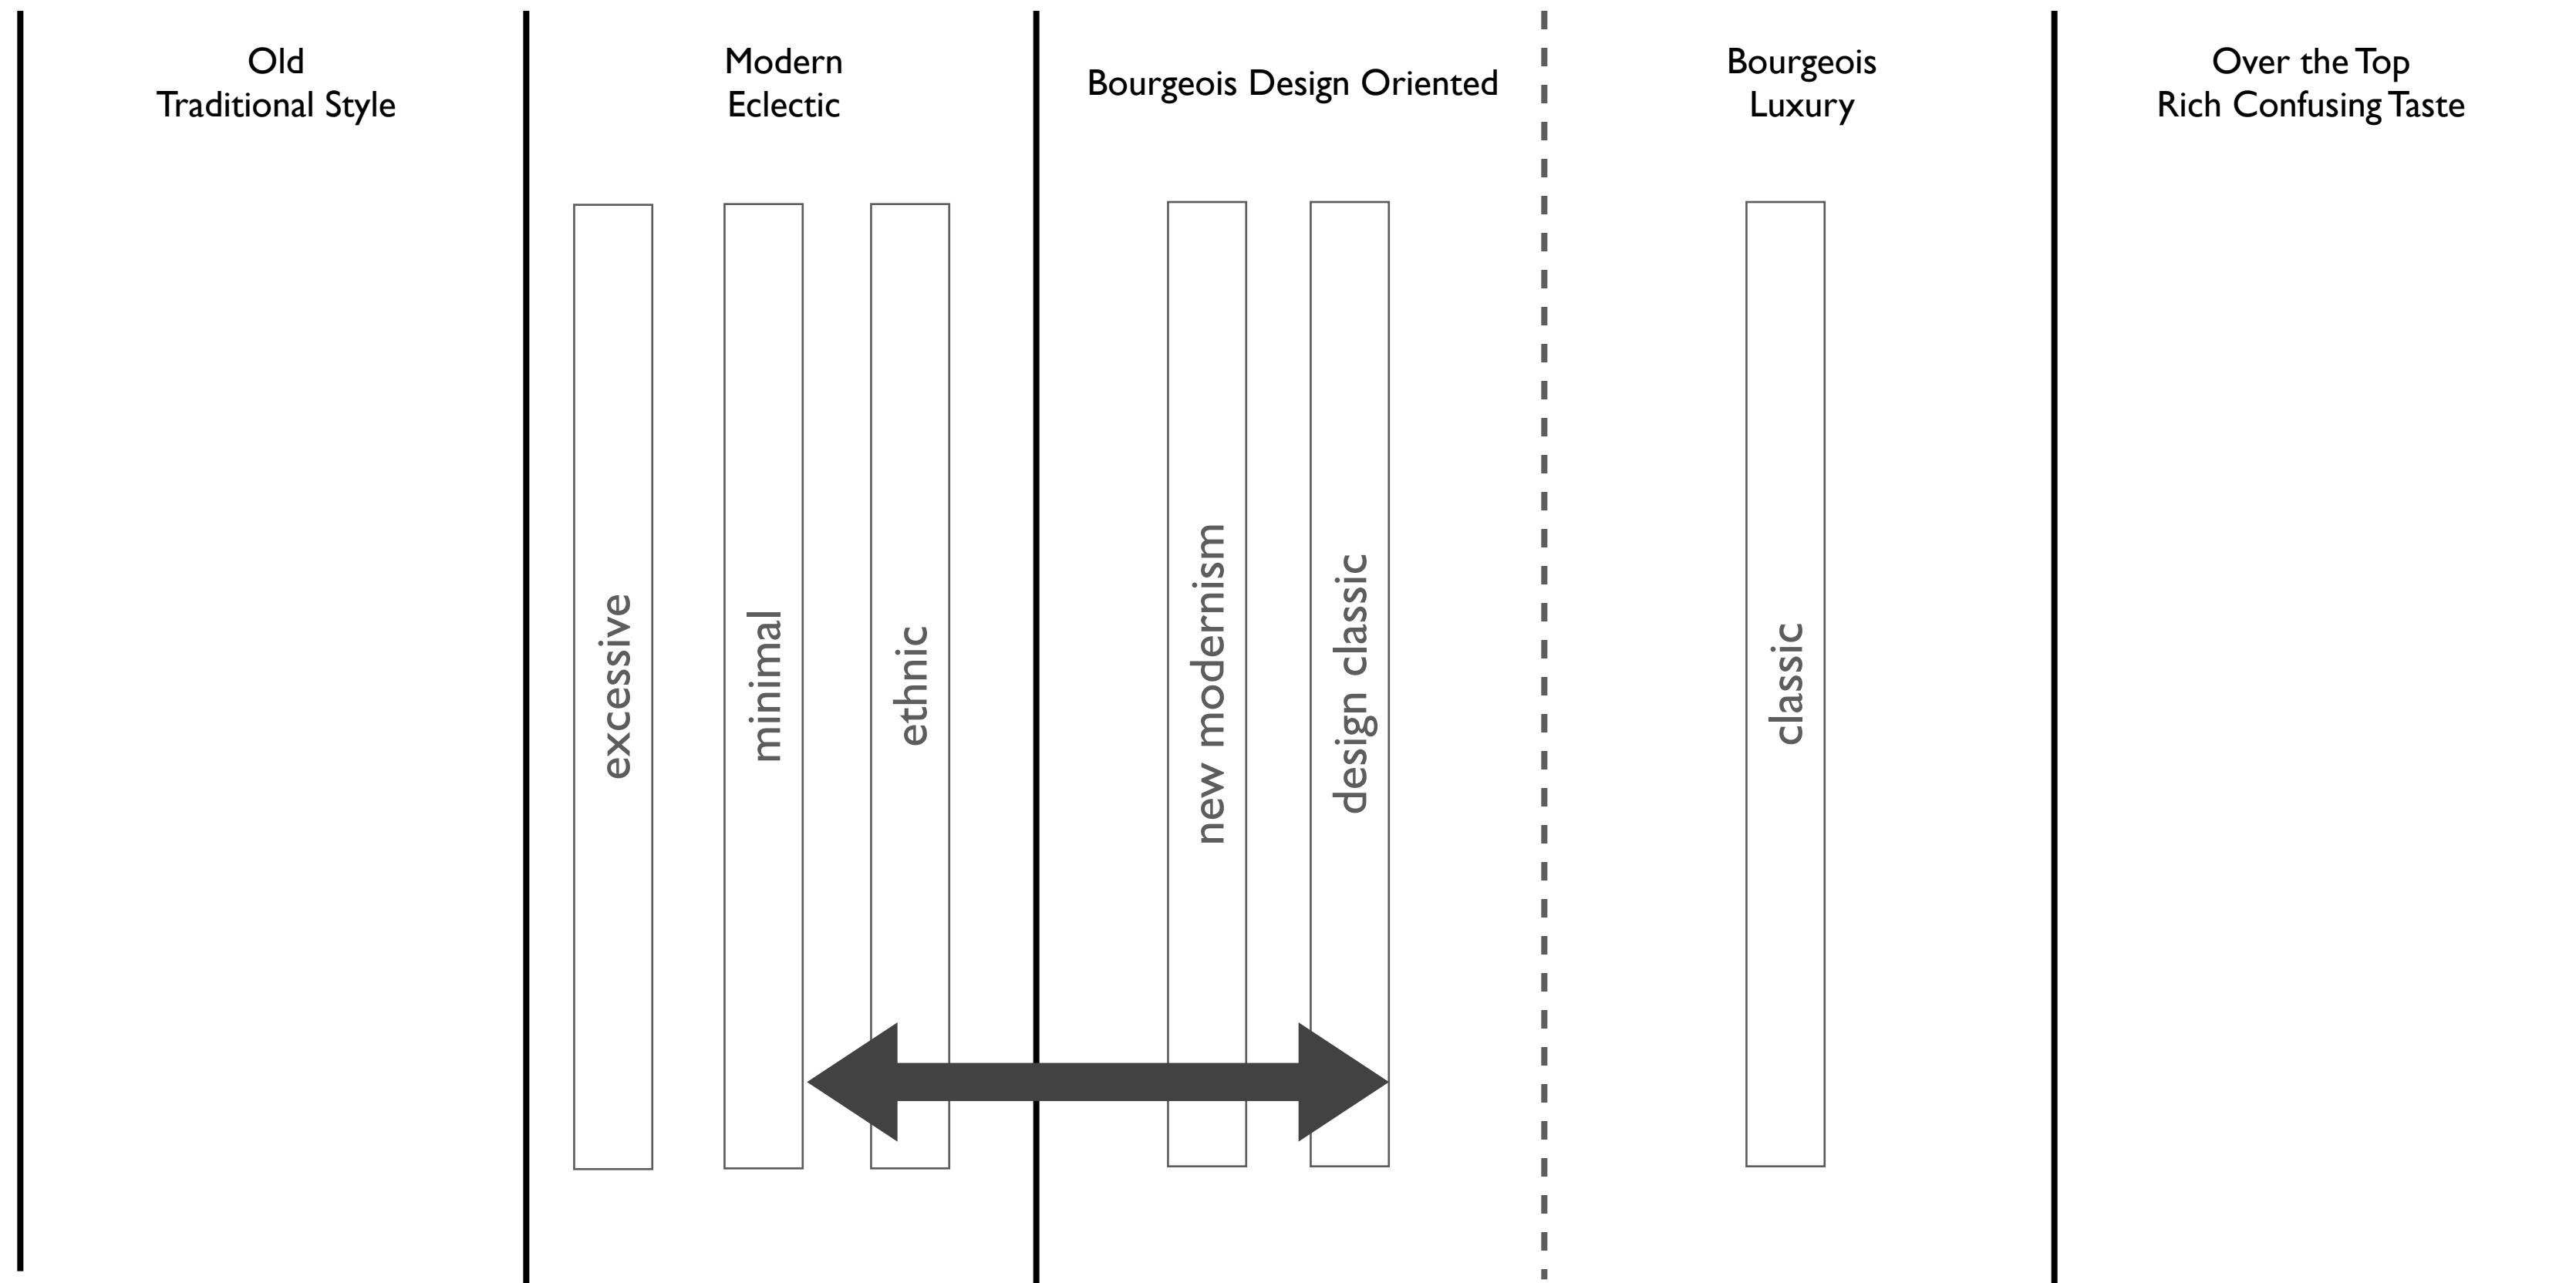 Old
Traditional Style
Modern
Eclectic
Bourgeois Design Oriented
Bourgeois
Luxury
Over the Top
Rich Confusing Taste
excessive
minimal
ethnic
new modernism
design classic
classic